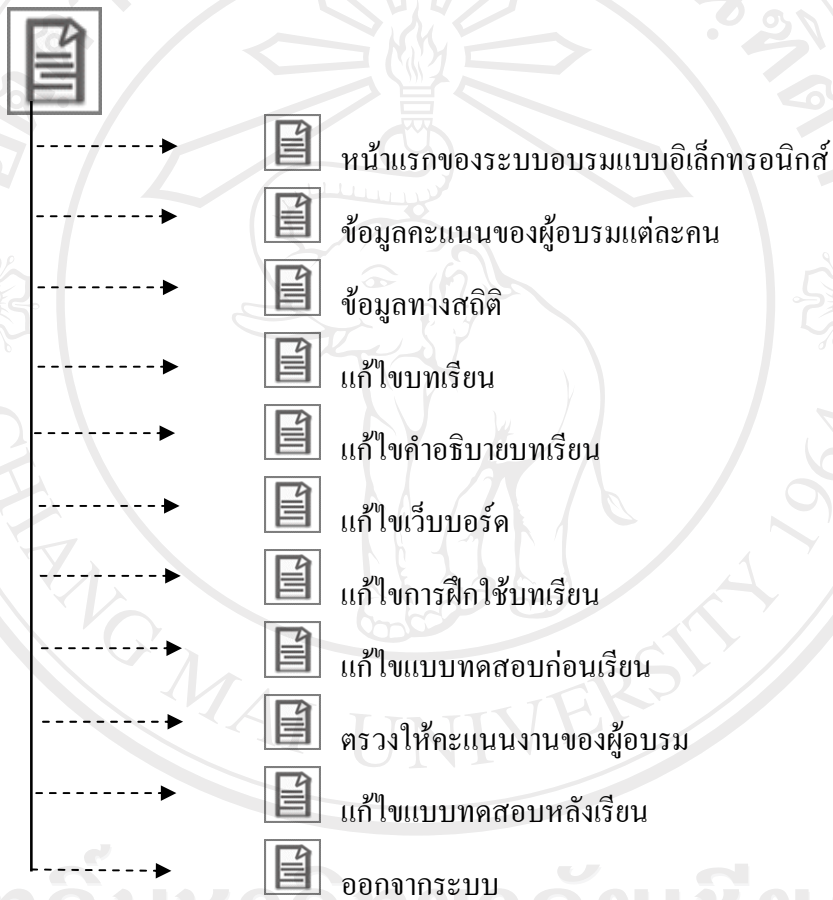 หน้าแรกของระบบอบรมแบบอิเล็กทรอนิกส์
ข้อมูลคะแนนของผู้อบรมแต่ละคน
ข้อมูลทางสถิติ
แก้ไขบทเรียน
แก้ไขคำอธิบายบทเรียน
แก้ไขเว็บบอร์ด
แก้ไขการฝึกใช้บทเรียน
แก้ไขแบบทดสอบก่อนเรียน
ตรวงให้คะแนนงานของผู้อบรม
แก้ไขแบบทดสอบหลังเรียน
ออกจากระบบ
CHIANG MAI UNIVERSITY 1964